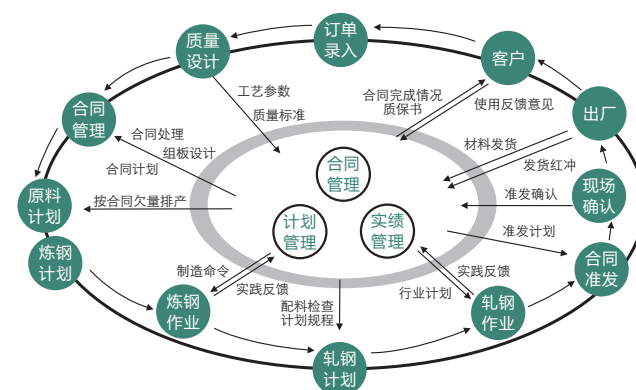 订单
录入
质量
设计
客户
工艺参数
质量标准
合同完成情况
质保书
使用反馈意见
出厂
合同
管理
合同处理
组板设计
合同计划
材料发货
发货红冲
合同
管理
原料
计划
按合同欠量排产
准发确认
现场
确认
计划
管理
实绩
管理
准发计划
炼钢
计划
制造命令
实践反馈
实践反馈
行业计划
合同
准发
炼钢
作业
配料检查
计划规程
轧钢
作业
轧钢
计划